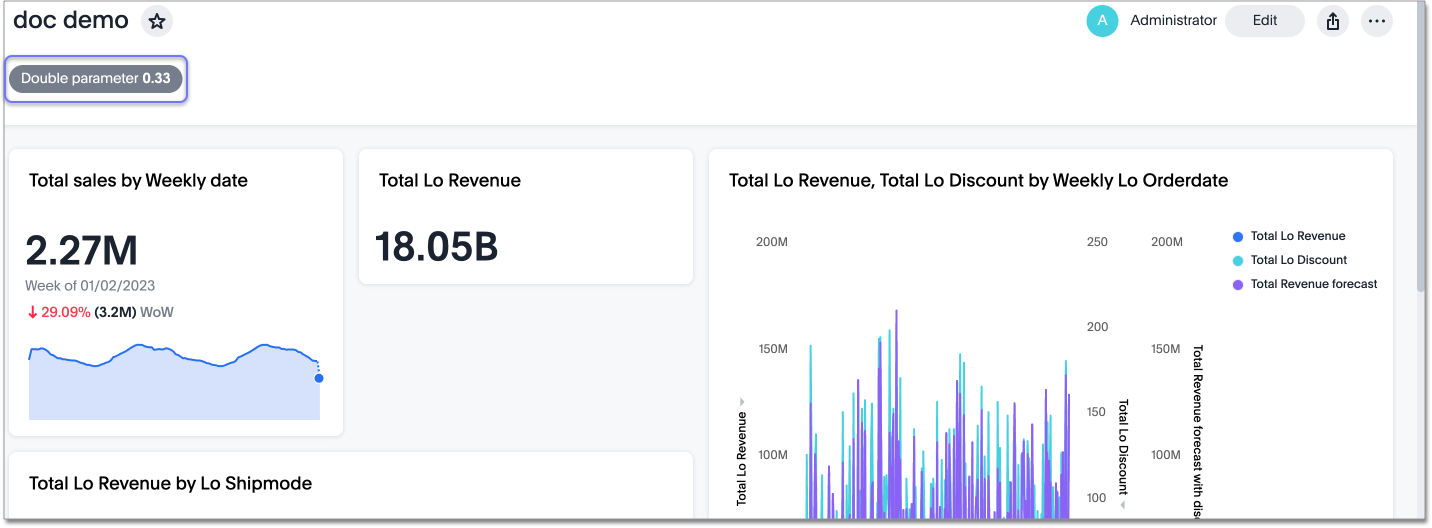 doc demo
A Administrator Edit
Double parameter 0.33
Total sales by Weekly date
2.27M
Week of 01/02/2023
29.09% (3.2M) WoW
Total Lo Revenue
18.05B
Total Lo Revenue, Total Lo Discount by Weekly Lo Orderdate
200M
150M
100M
Total Lo Revenue
250
200
150
100
Total Lo Discount
200M
150M
100M
Total Revenue forecast with disc
Total Lo Revenue
Total Lo Discount
Total Revenue forecast
Total Lo Revenue by Lo Shipmode